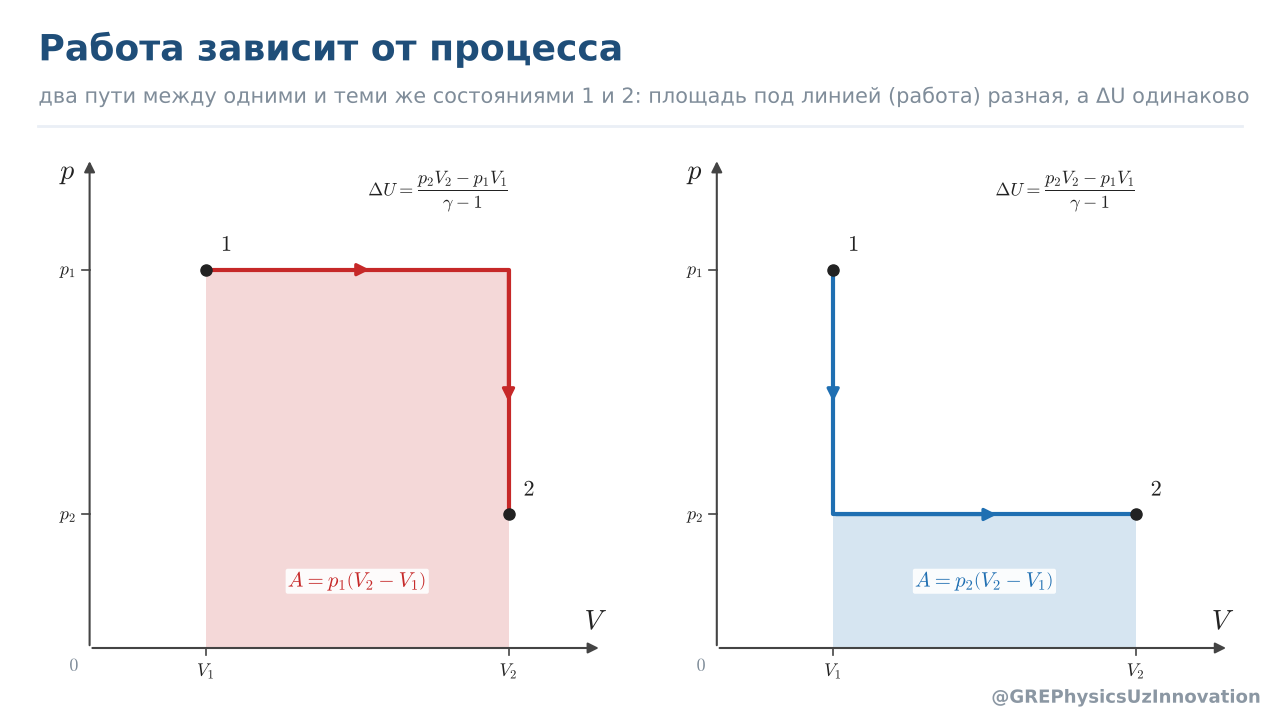 Работа зависит от процесса
два пути между одними и теми же состояниями 1 и 2: площадь под линией (работа) разная, а ΔU одинаково
p
ΔU = (p₂V₂ − p₁V₁)/(γ − 1)
1
p₁
2
p₂
A = p₁(V₂ − V₁)
V
0
V₁
V₂
p
ΔU = (p₂V₂ − p₁V₁)/(γ − 1)
1
p₁
2
p₂
A = p₂(V₂ − V₁)
V
0
V₁
V₂
@GREPhysicsUzInnovation